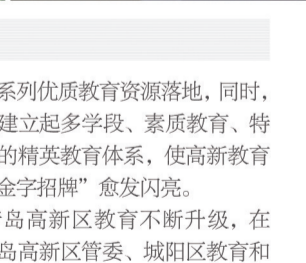 系列优质教育资源落地，同时，
建立起多学段、素质教育、特
的精英教育体系，使高新教育
金字招牌”愈发闪亮。
岛高新区教育不断升级，在
岛高新区管委、城阳区教育和